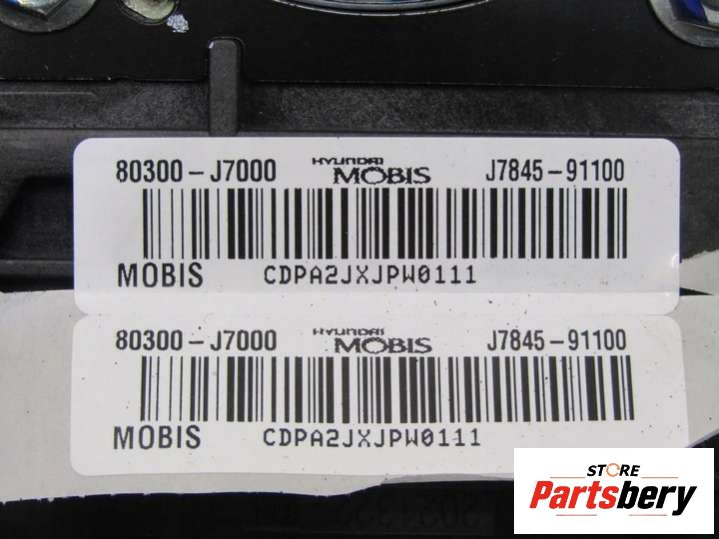 80300-J7000 HYUNDAI MOBIS J7845-91100
MOBIS CDPA2JXJPW0111
80300-J7000 HYUNDAI MOBIS J7845-91100
MOBIS CDPA2JXJPW0111
STORE
Partsbery